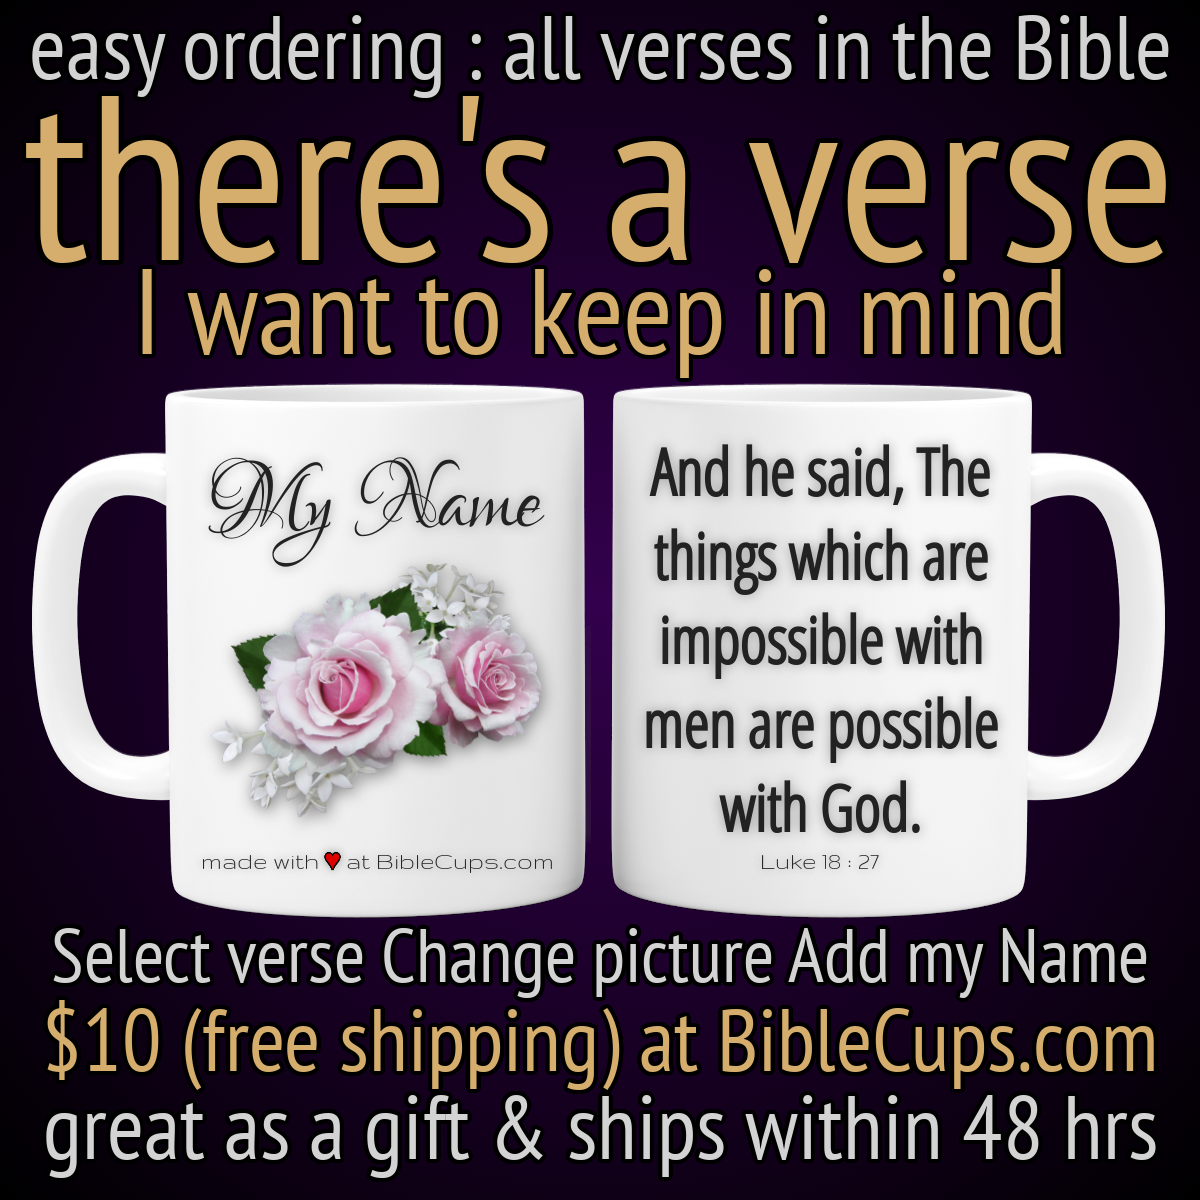 easy ordering : all verses in the Bible
there's a verse
I want to keep in mind
My Name
made with ♥ at BibleCups.com
And he said, The
things which are
impossible with
men are possible
with God.
Luke 18 : 27
Select verse Change picture Add my Name
$10 (free shipping) at BibleCups.com
great as a gift & ships within 48 hrs